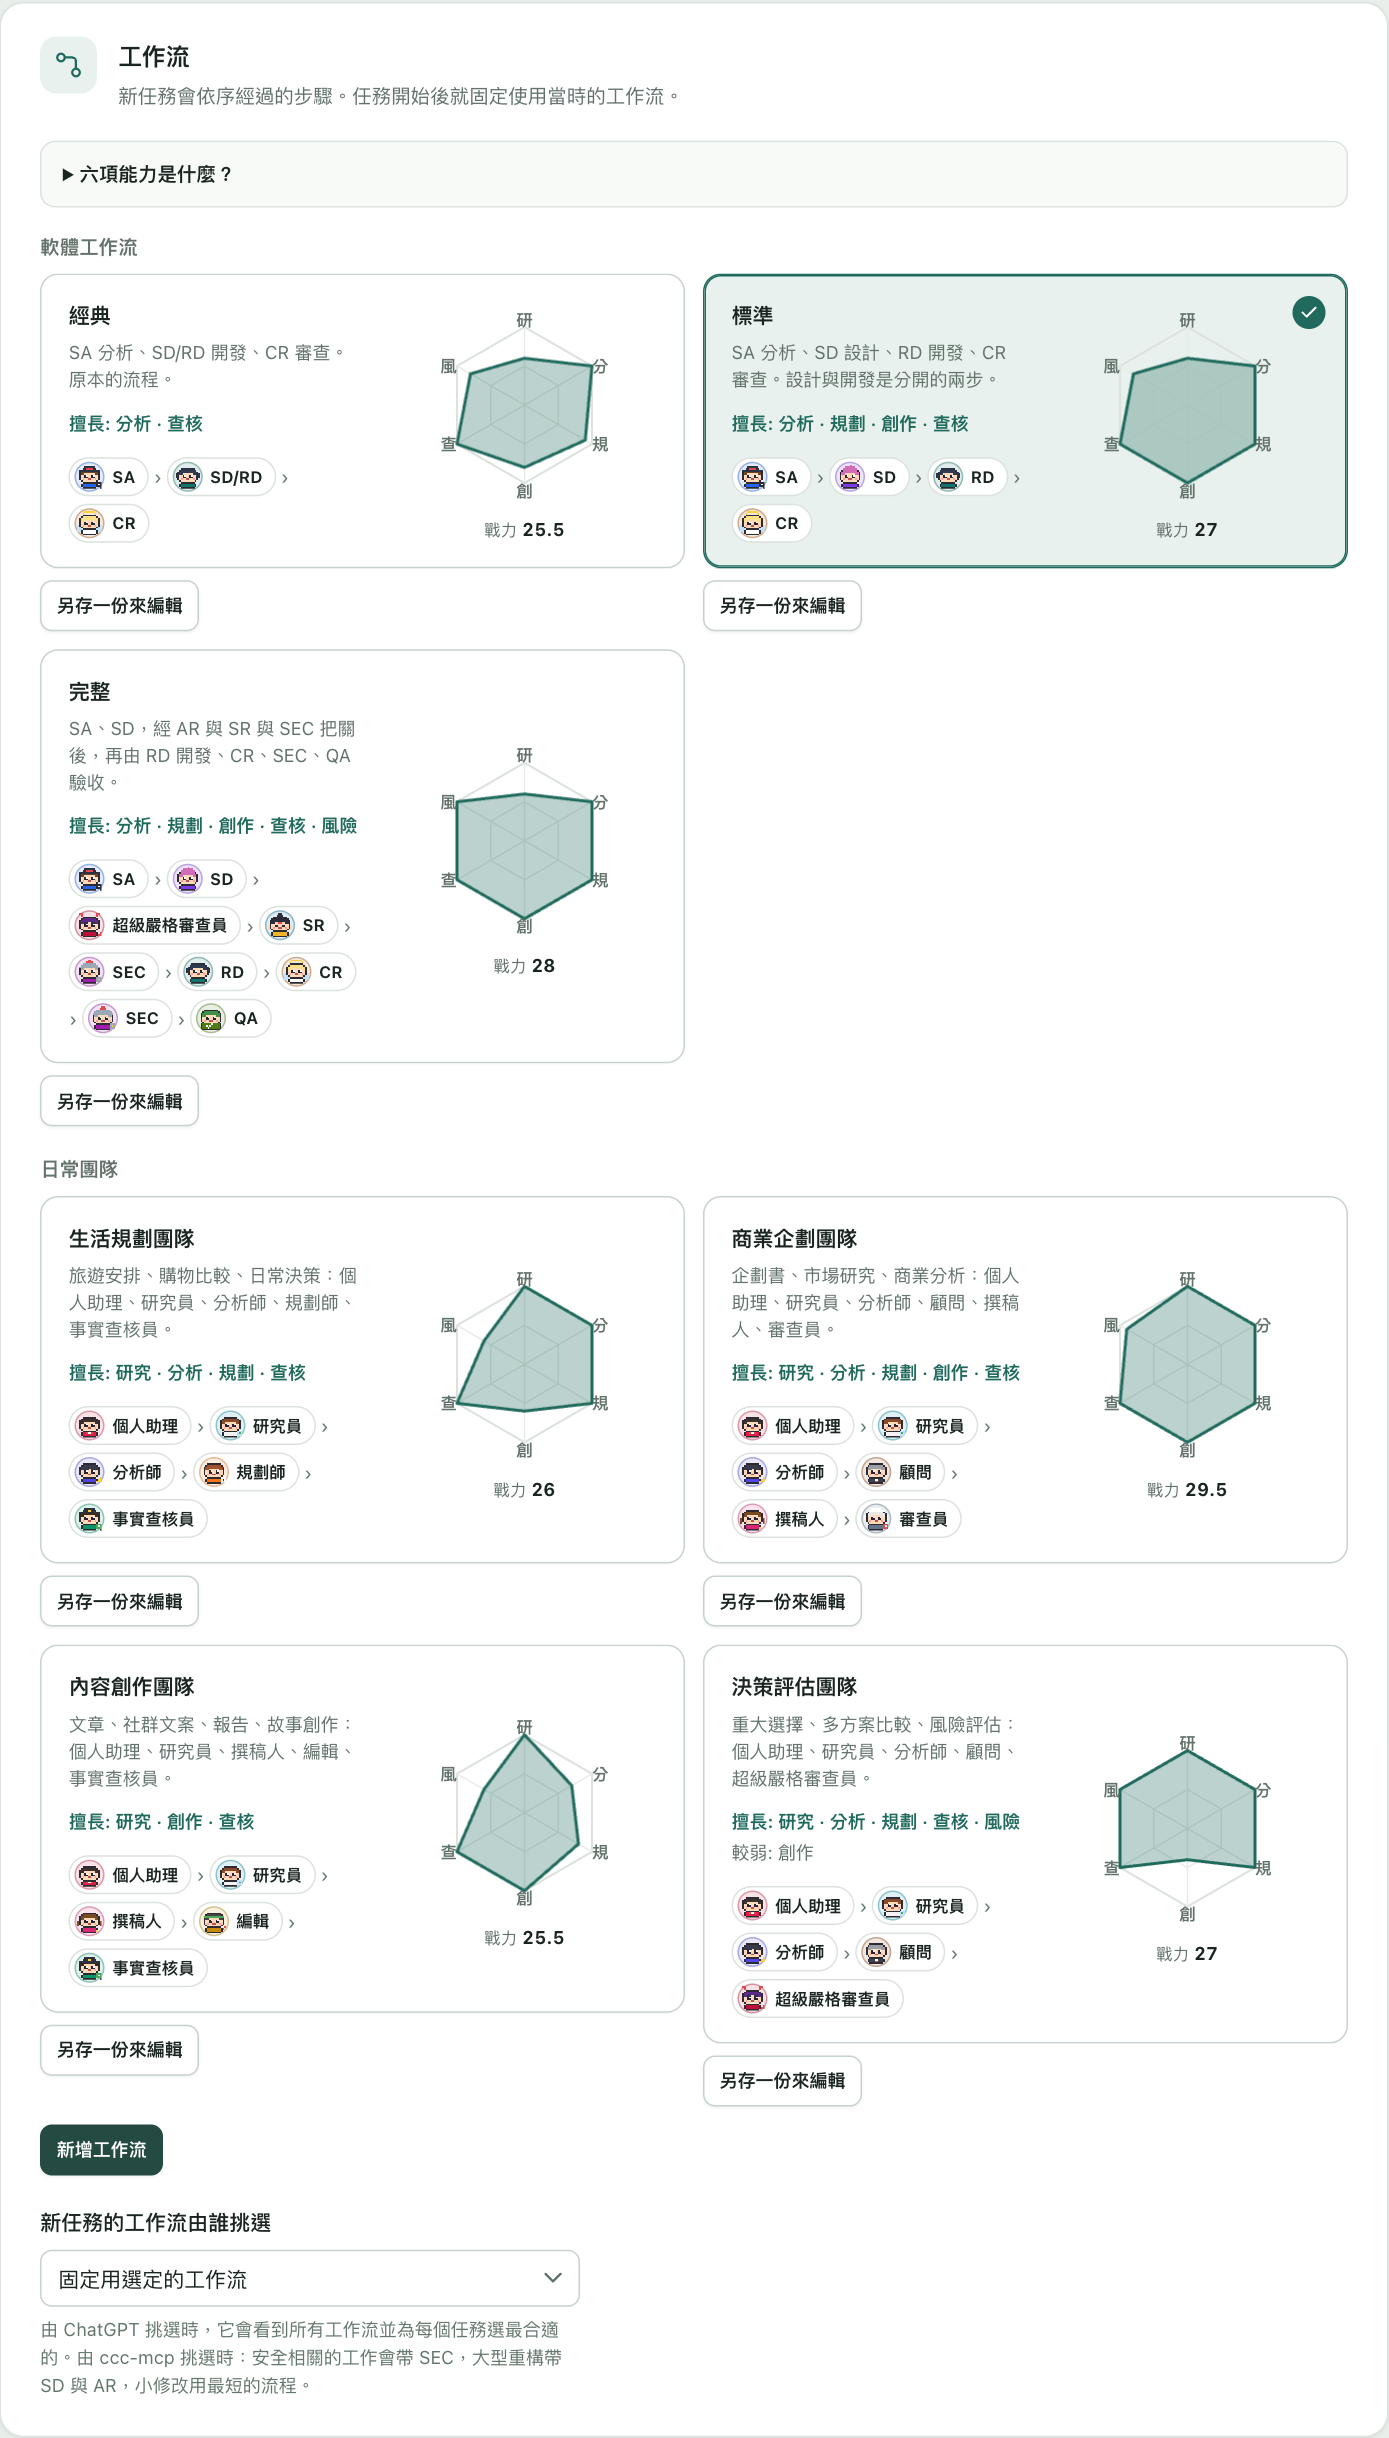 工作流
新任務會依序經過的步驟。任務開始後就固定使用當時的工作流。
▶ 六項能力是什麼？
軟體工作流
經典
SA 分析、SD/RD 開發、CR 審查。
原本的流程。
擅長: 分析 · 查核
SA › SD/RD ›
CR
研
分
規
創
查
風
戰力 25.5
另存一份來編輯
標準
SA 分析、SD 設計、RD 開發、CR
審查。設計與開發是分開的兩步。
擅長: 分析 · 規劃 · 創作 · 查核
SA › SD › RD ›
CR
研
分
規
創
查
風
戰力 27
另存一份來編輯
完整
SA、SD，經 AR 與 SR 與 SEC 把關
後，再由 RD 開發、CR、SEC、QA
驗收。
擅長: 分析 · 規劃 · 創作 · 查核 · 風險
SA › SD ›
超級嚴格審查員 › SR ›
SEC › RD › CR
› SEC › QA
研
分
規
創
查
風
戰力 28
另存一份來編輯
日常團隊
生活規劃團隊
旅遊安排、購物比較、日常決策：個
人助理、研究員、分析師、規劃師、
事實查核員。
擅長: 研究 · 分析 · 規劃 · 查核
個人助理 › 研究員 ›
分析師 › 規劃師 ›
事實查核員
研
分
規
創
查
風
戰力 26
另存一份來編輯
商業企劃團隊
企劃書、市場研究、商業分析：個人
助理、研究員、分析師、顧問、撰稿
人、審查員。
擅長: 研究 · 分析 · 規劃 · 創作 · 查核
個人助理 › 研究員 ›
分析師 › 顧問 ›
撰稿人 › 審查員
研
分
規
創
查
風
戰力 29.5
另存一份來編輯
內容創作團隊
文章、社群文案、報告、故事創作：
個人助理、研究員、撰稿人、編輯、
事實查核員。
擅長: 研究 · 創作 · 查核
個人助理 › 研究員 ›
撰稿人 › 編輯 ›
事實查核員
研
分
規
創
查
風
戰力 25.5
另存一份來編輯
決策評估團隊
重大選擇、多方案比較、風險評估：
個人助理、研究員、分析師、顧問、
超級嚴格審查員。
擅長: 研究 · 分析 · 規劃 · 查核 · 風險
較弱: 創作
個人助理 › 研究員 ›
分析師 › 顧問 ›
超級嚴格審查員
研
分
規
創
查
風
戰力 27
另存一份來編輯
新增工作流
新任務的工作流由誰挑選
固定用選定的工作流
由 ChatGPT 挑選時，它會看到所有工作流並為每個任務選最合適
的。由 ccc-mcp 挑選時：安全相關的工作會帶 SEC，大型重構帶
SD 與 AR，小修改用最短的流程。